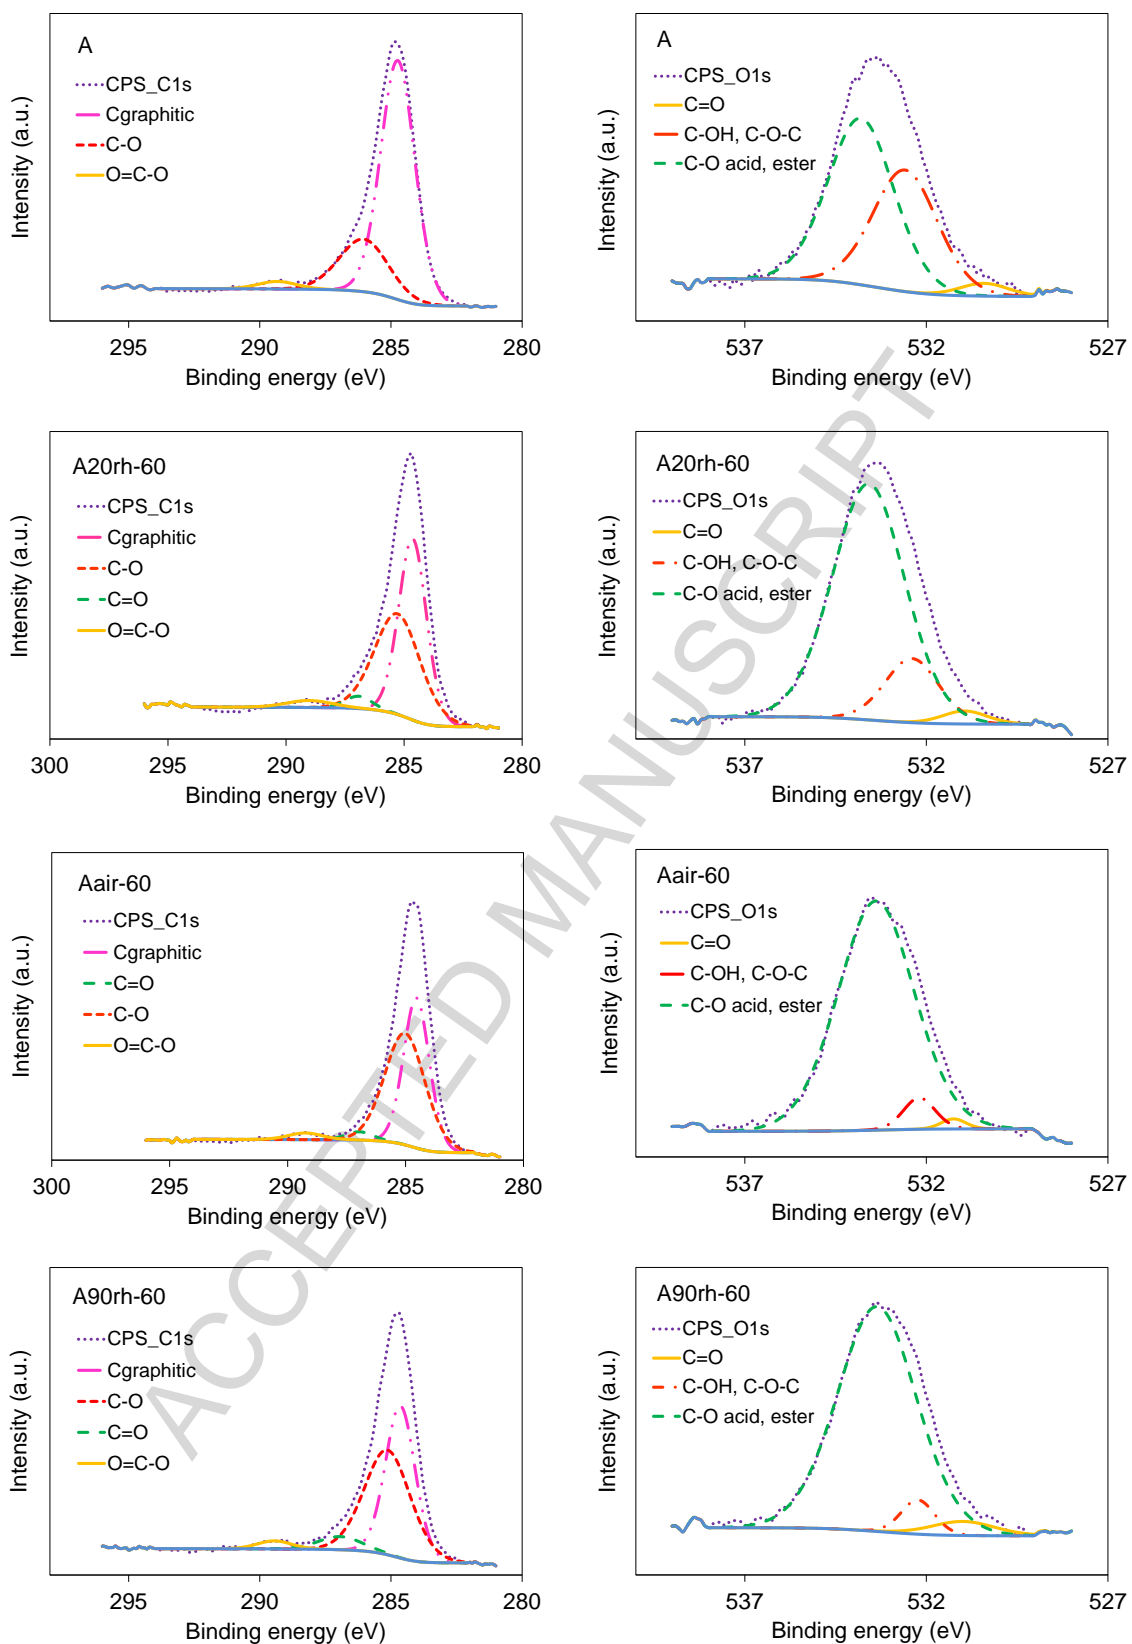 A
CPS_C1s
Cgraphitic
C-O
O=C-O
Intensity (a.u.)
295 290 285 280
Binding energy (eV)
A
CPS_O1s
C=O
C-OH, C-O-C
C-O acid, ester
Intensity (a.u.)
537 532 527
Binding energy (eV)
A20rh-60
CPS_C1s
Cgraphitic
C-O
C=O
O=C-O
Intensity (a.u.)
300 295 290 285 280
Binding energy (eV)
A20rh-60
CPS_O1s
C=O
C-OH, C-O-C
C-O acid, ester
Intensity (a.u.)
537 532 527
Binding energy (eV)
Aair-60
CPS_C1s
Cgraphitic
C=O
C-O
O=C-O
Intensity (a.u.)
300 295 290 285 280
Binding energy (eV)
Aair-60
CPS_O1s
C=O
C-OH, C-O-C
C-O acid, ester
Intensity (a.u.)
537 532 527
Binding energy (eV)
A90rh-60
CPS_C1s
Cgraphitic
C-O
C=O
O=C-O
Intensity (a.u.)
295 290 285 280
Binding energy (eV)
A90rh-60
CPS_O1s
C=O
C-OH, C-O-C
C-O acid, ester
Intensity (a.u.)
537 532 527
Binding energy (eV)
ACCEPTED MANUSCRIPT